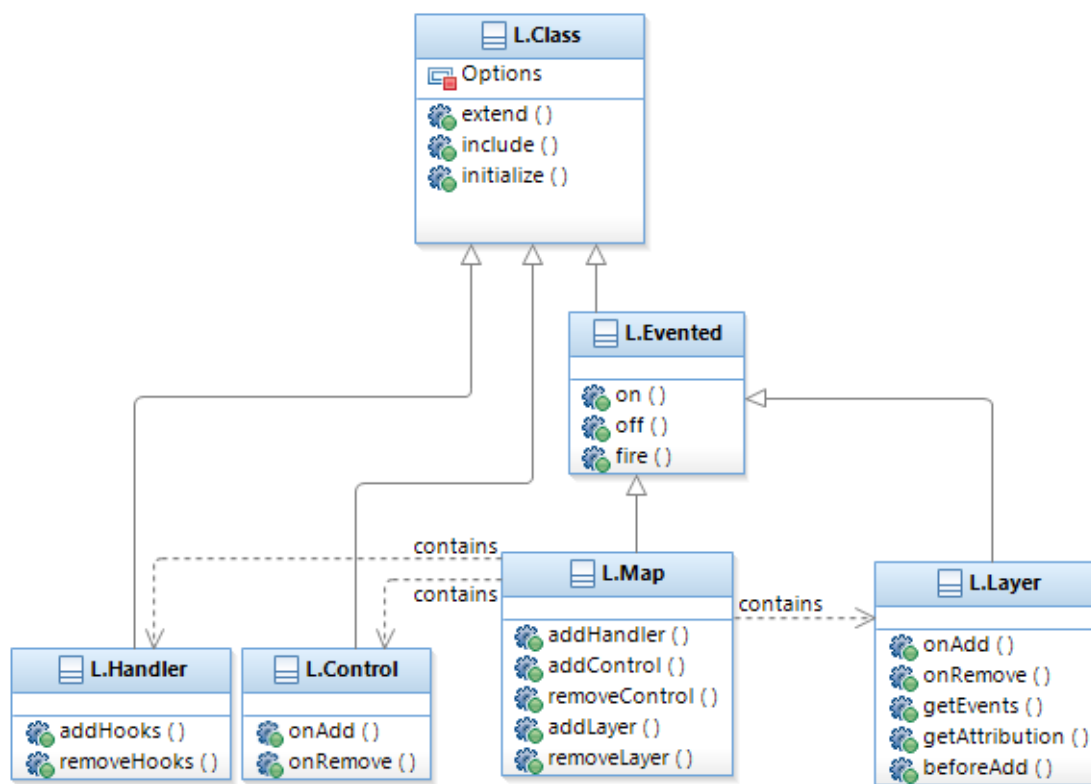 L.Class
Options
extend ( )
include ( )
initialize ( )
L.Evented
on ( )
off ( )
fire ( )
contains
contains
contains
L.Map
addHandler ( )
addControl ( )
removeControl ( )
addLayer ( )
removeLayer ( )
L.Layer
onAdd ( )
onRemove ( )
getEvents ( )
getAttribution ( )
beforeAdd ( )
L.Handler
addHooks ( )
removeHooks ( )
L.Control
onAdd ( )
onRemove ( )